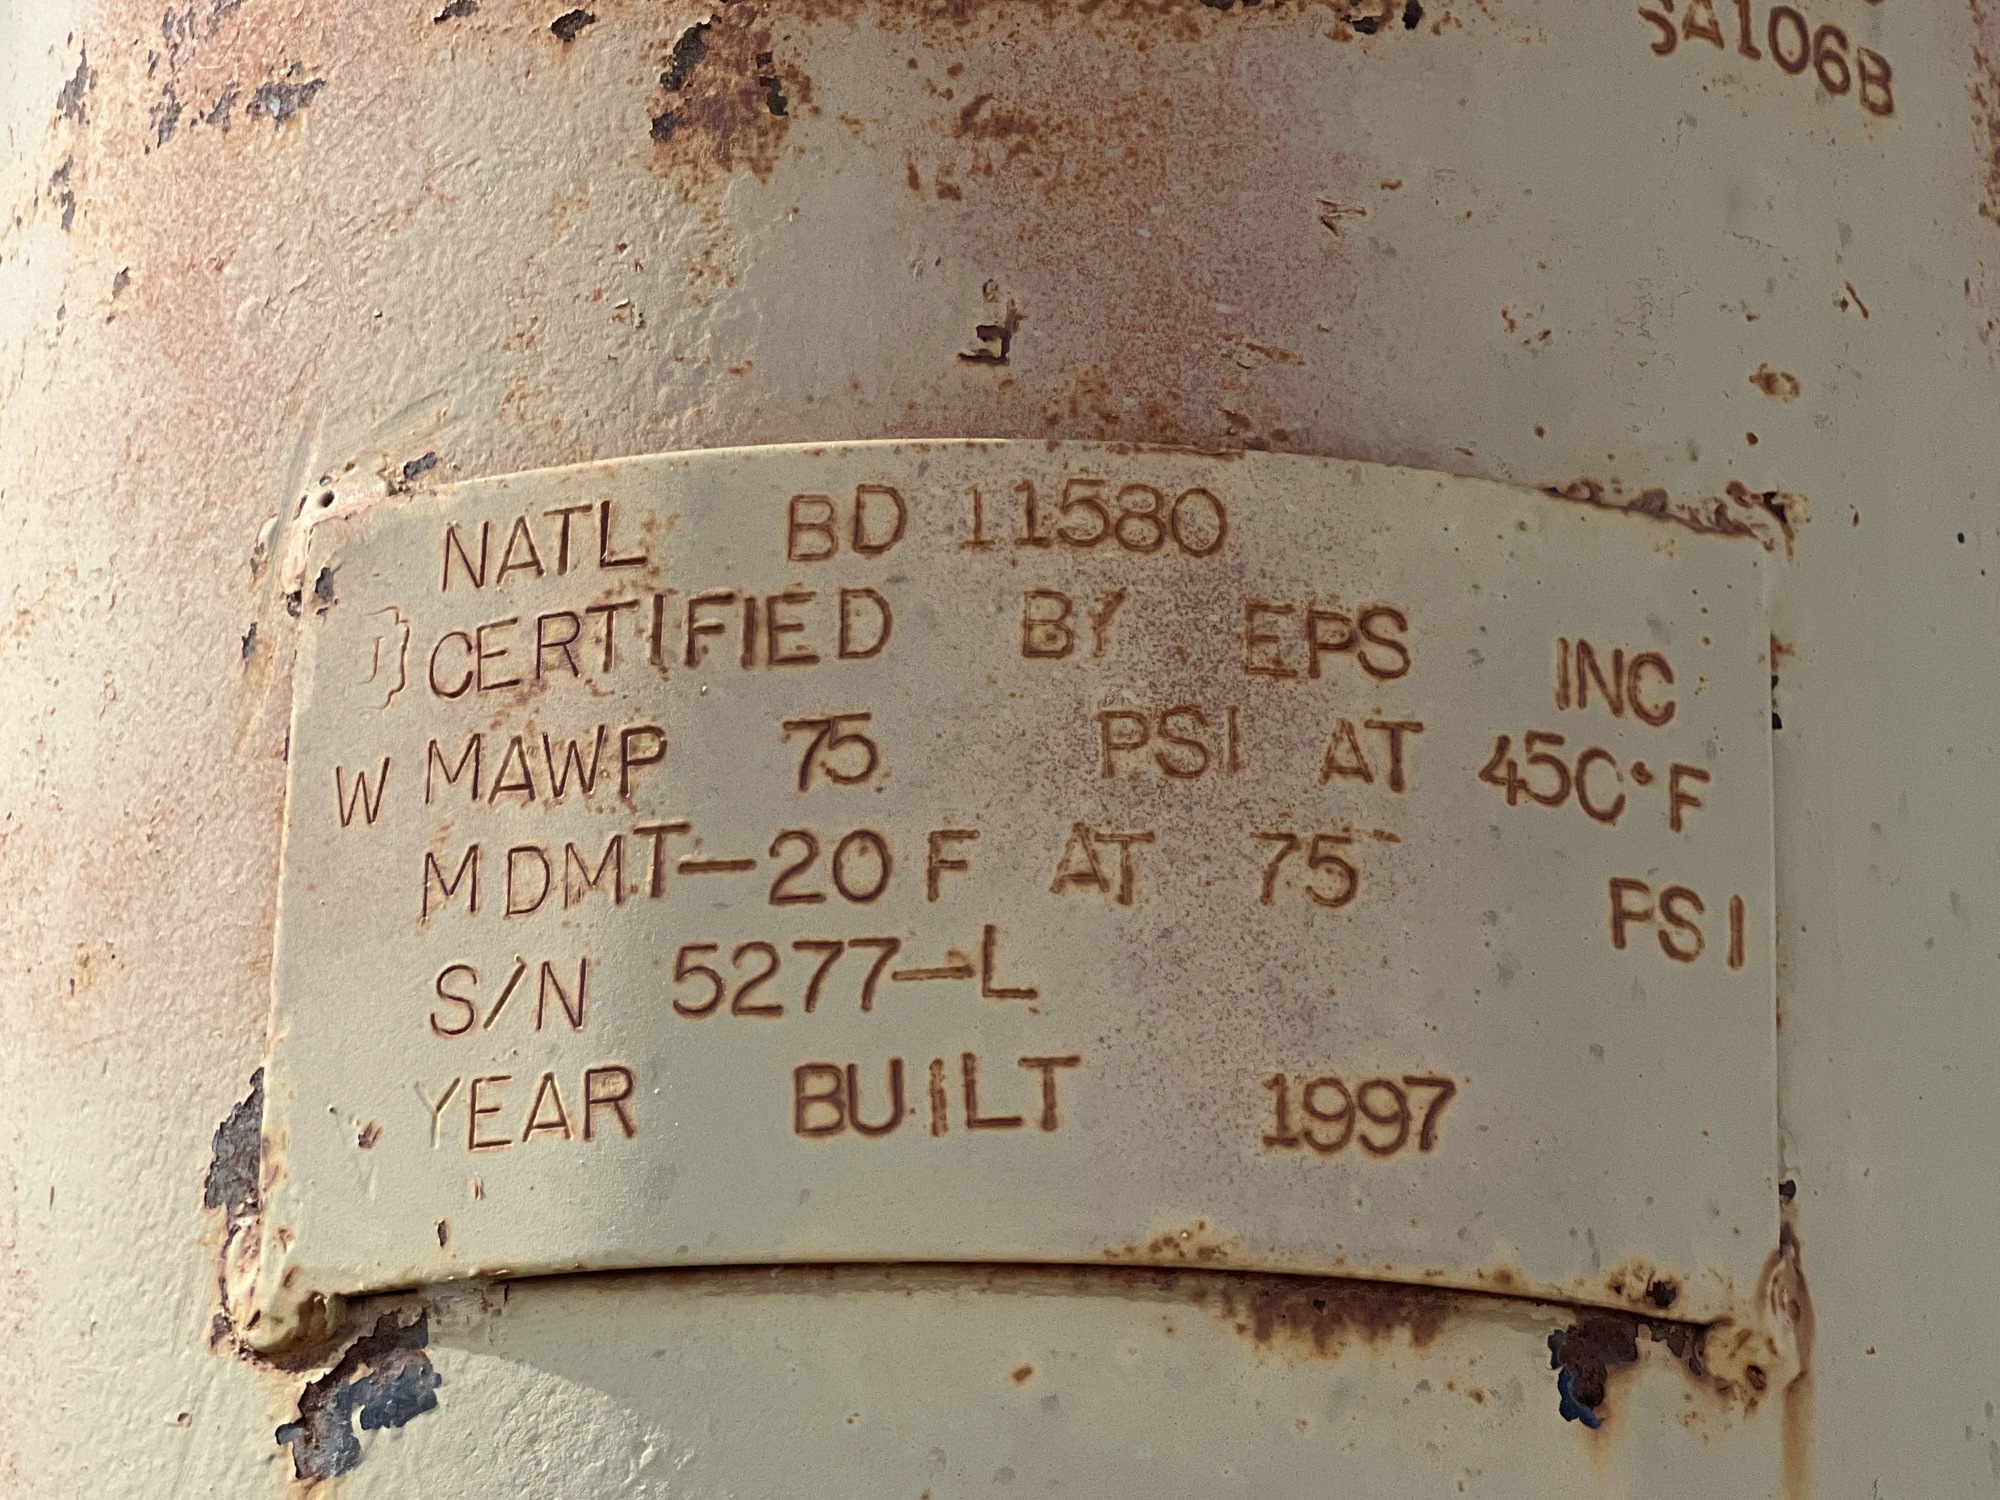 SA106B
NATL BD 11580
U CERTIFIED BY EPS INC
W MAWP 75 PSI AT 450°F
MDMT-20F AT 75 PSI
S/N 5277-L
YEAR BUILT 1997